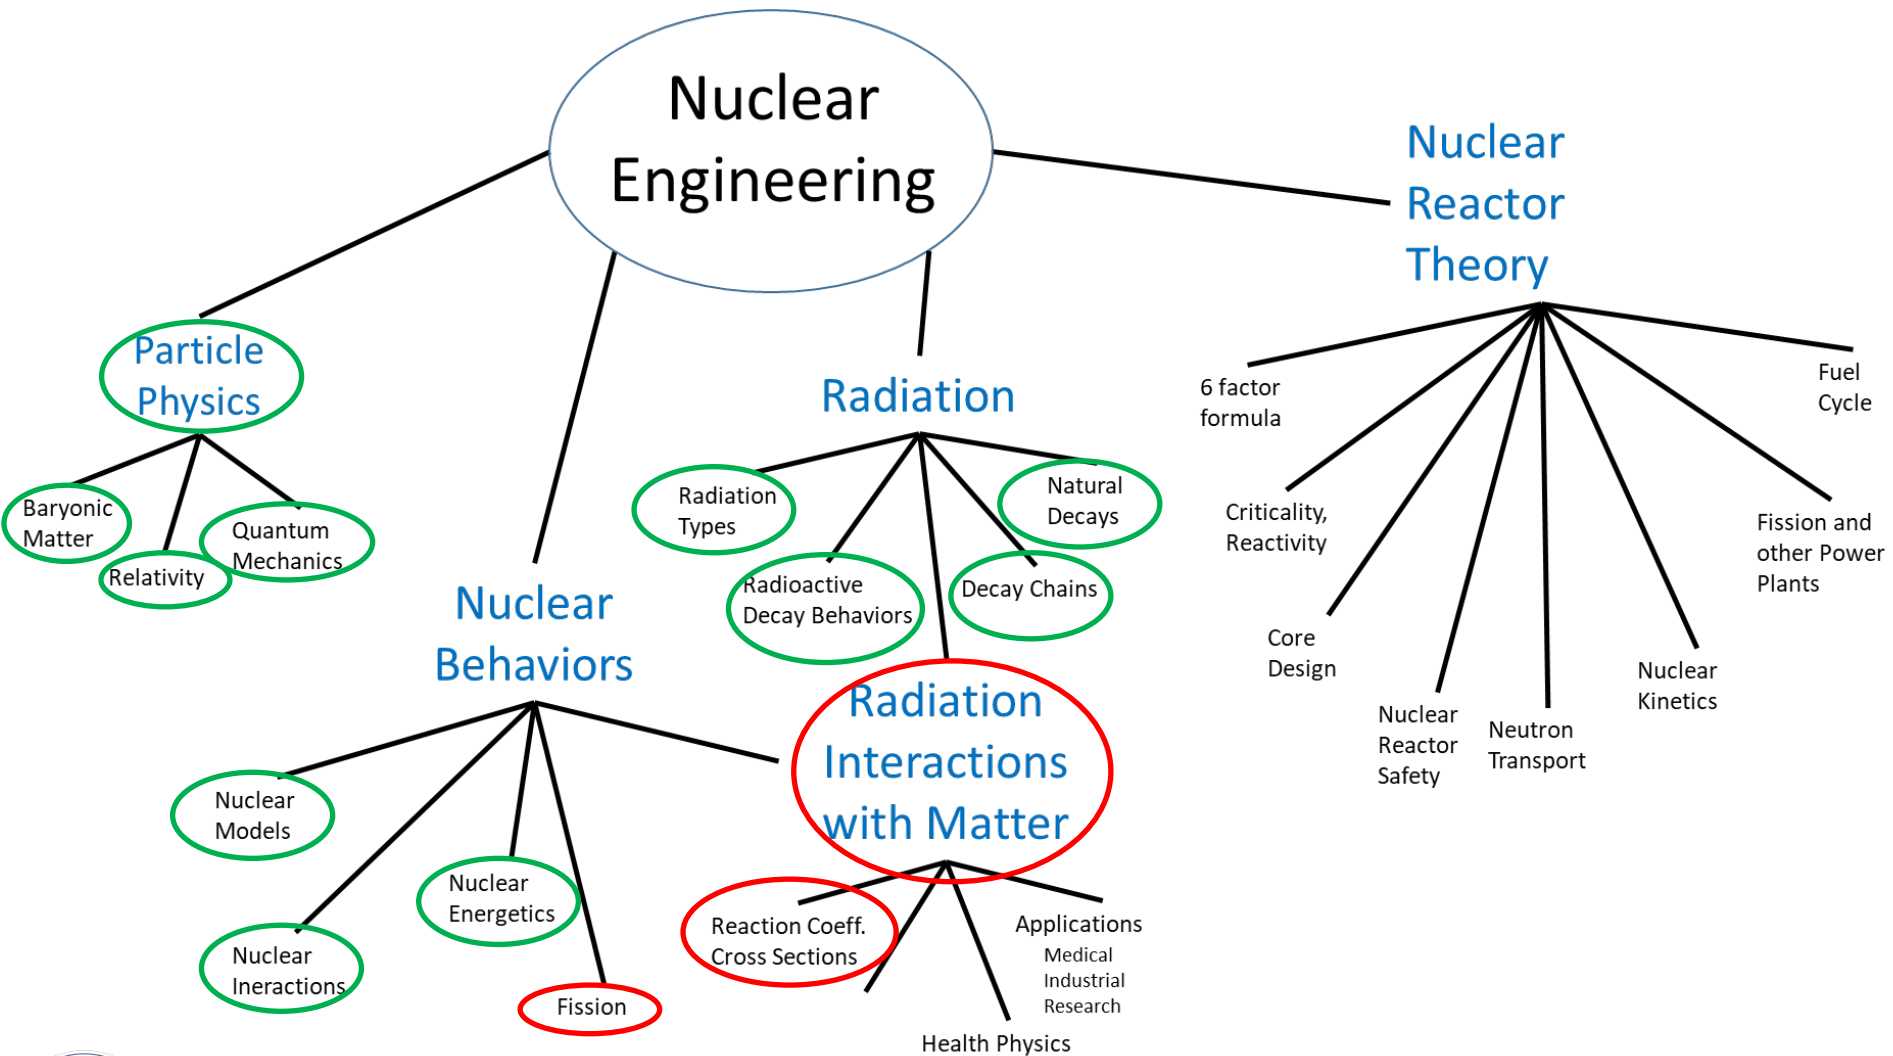 Nuclear
Engineering
Nuclear
Reactor
Theory
Particle
Physics
Radiation
6 factor
formula
Fuel
Cycle
Baryonic
Matter
Relativity
Quantum
Mechanics
Radiation
Types
Natural
Decays
Radioactive
Decay Behaviors
Decay Chains
Criticality,
Reactivity
Fission and
other Power
Plants
Nuclear
Behaviors
Core
Design
Nuclear
Kinetics
Nuclear
Reactor
Safety
Neutron
Transport
Radiation
Interactions
with Matter
Nuclear
Models
Nuclear
Energetics
Nuclear
Ineractions
Fission
Reaction Coeff.
Cross Sections
Applications
Medical
Industrial
Research
Health Physics